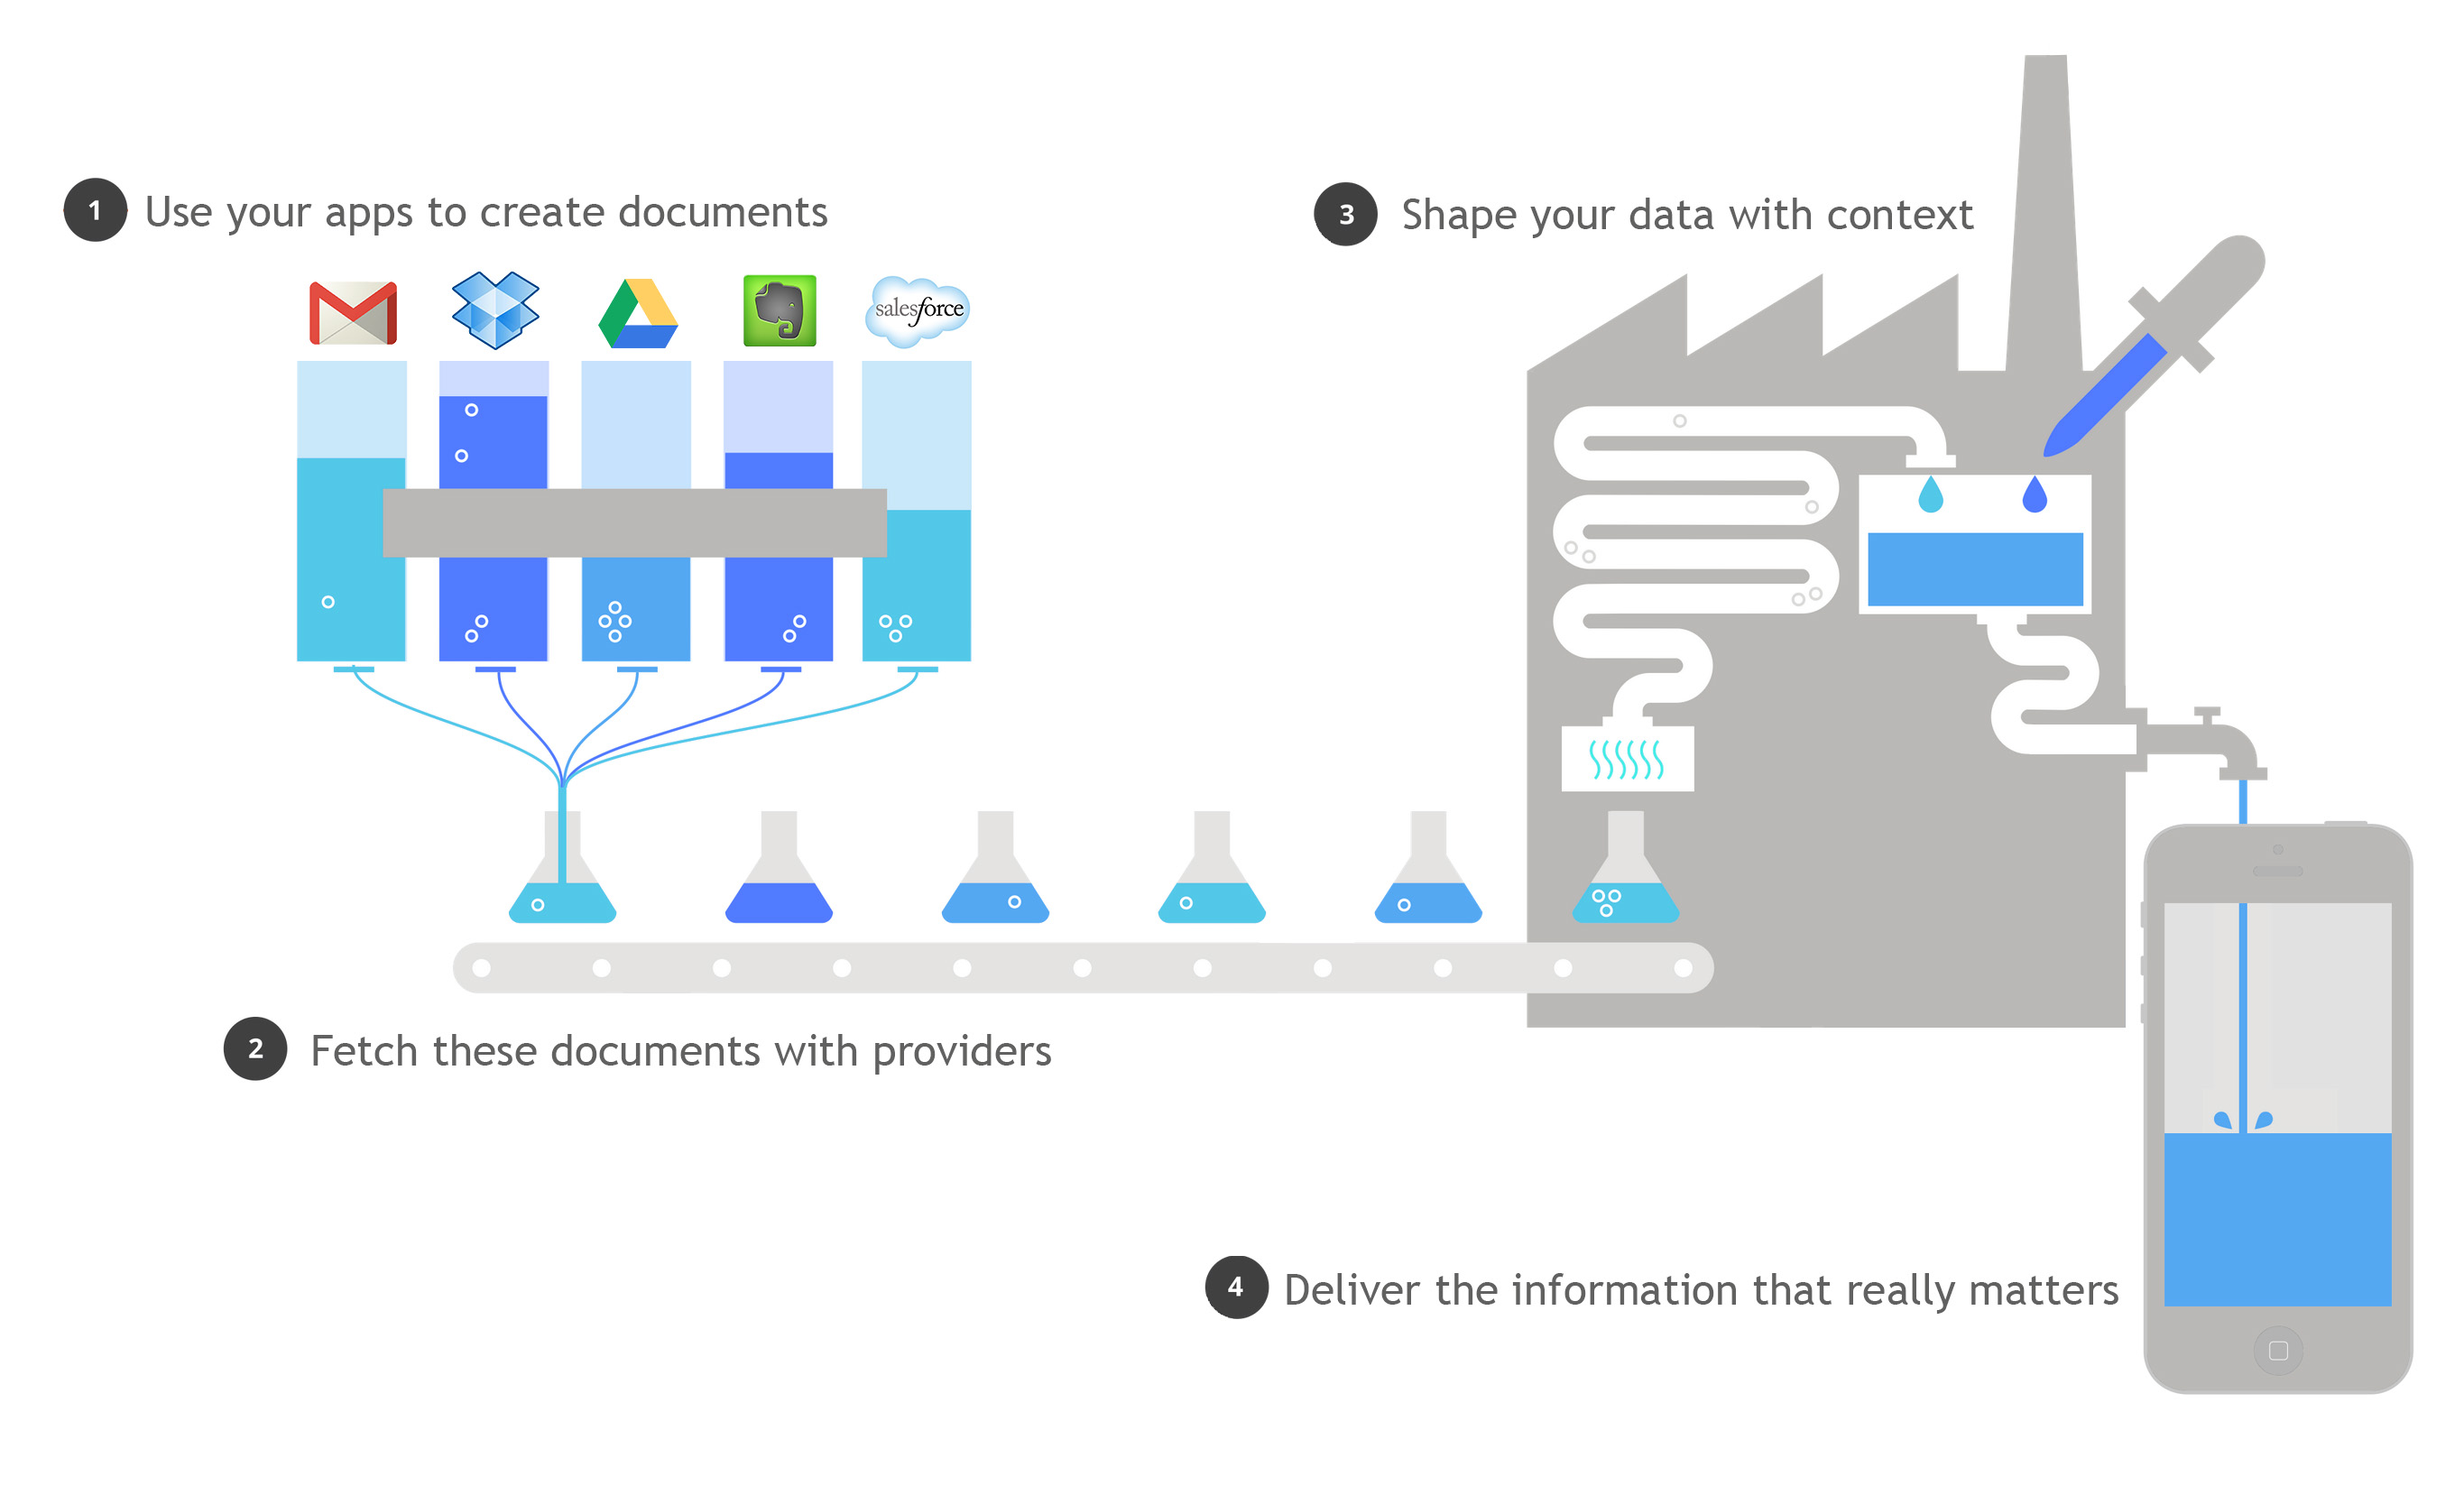 1 Use your apps to create documents
salesforce
2 Fetch these documents with providers
3 Shape your data with context
4 Deliver the information that really matters